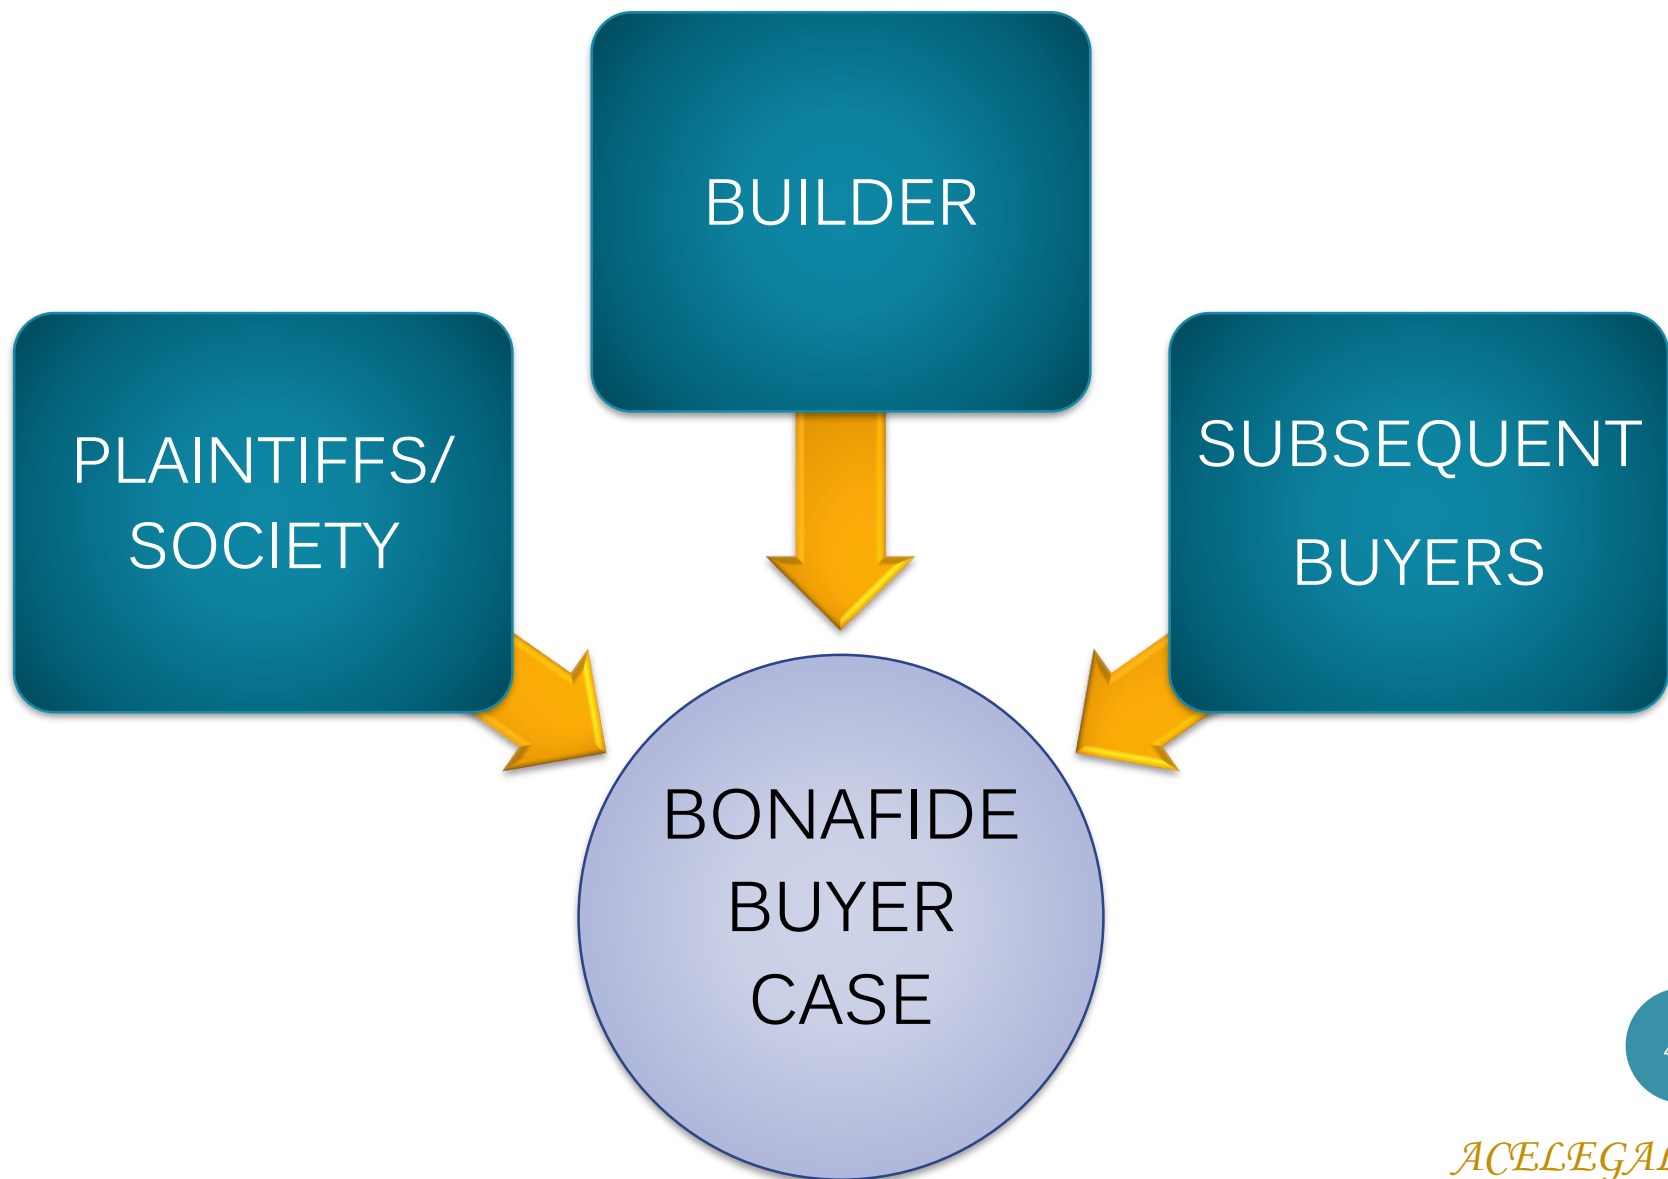 BUILDER
PLAINTIFFS/
SOCIETY
SUBSEQUENT
BUYERS
BONAFIDE
BUYER
CASE